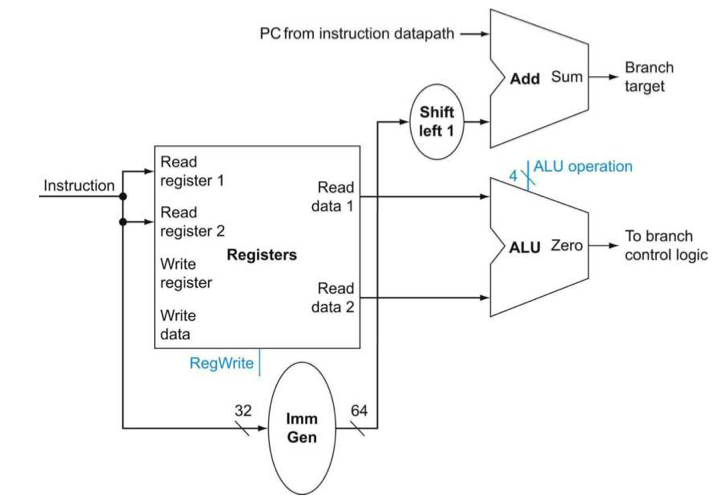 PC from instruction datapath
Add Sum
Branch
target
Shift
left 1
4
ALU operation
Instruction
Read
register 1
Read
data 1
Read
register 2
Registers
Write
register
ALU Zero
To branch
control logic
Read
data 2
Write
data
RegWrite
32
Imm
Gen
64